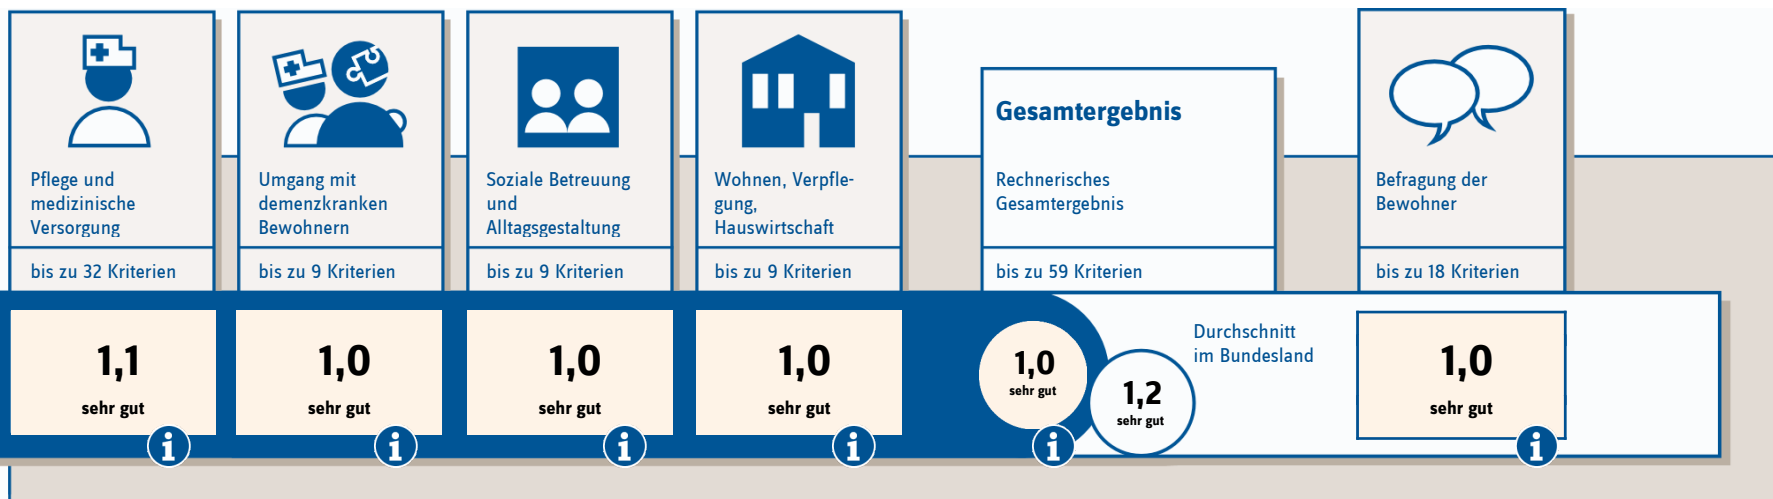 Pflege und
medizinische
Versorgung
bis zu 32 Kriterien
1,1
sehr gut
i
Umgang mit
demenzkranken
Bewohnern
bis zu 9 Kriterien
1,0
sehr gut
i
Soziale Betreuung
und
Alltagsgestaltung
bis zu 9 Kriterien
1,0
sehr gut
i
Wohnen, Verpfle-
gung,
Hauswirtschaft
bis zu 9 Kriterien
1,0
sehr gut
i
Gesamtergebnis
Rechnerisches
Gesamtergebnis
bis zu 59 Kriterien
1,0
sehr gut
i
Durchschnitt
im Bundesland
1,2
sehr gut
Befragung der
Bewohner
bis zu 18 Kriterien
1,0
sehr gut
i